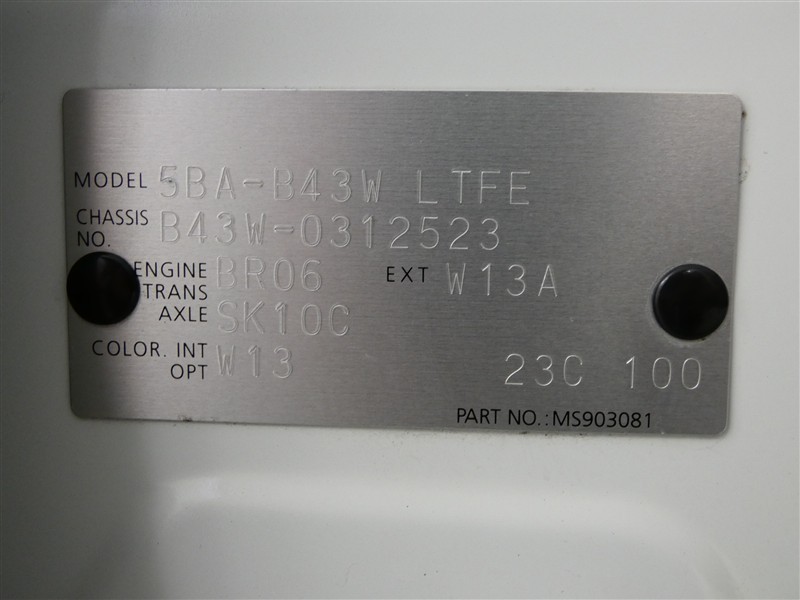 MODEL 5BA-B43W LTFE
CHASSIS NO. B43W-0312523
ENGINE BR06 EXT W13A
TRANS AXLE SK10C
COLOR. INT W13
OPT 23C 100
PART NO.:MS903081